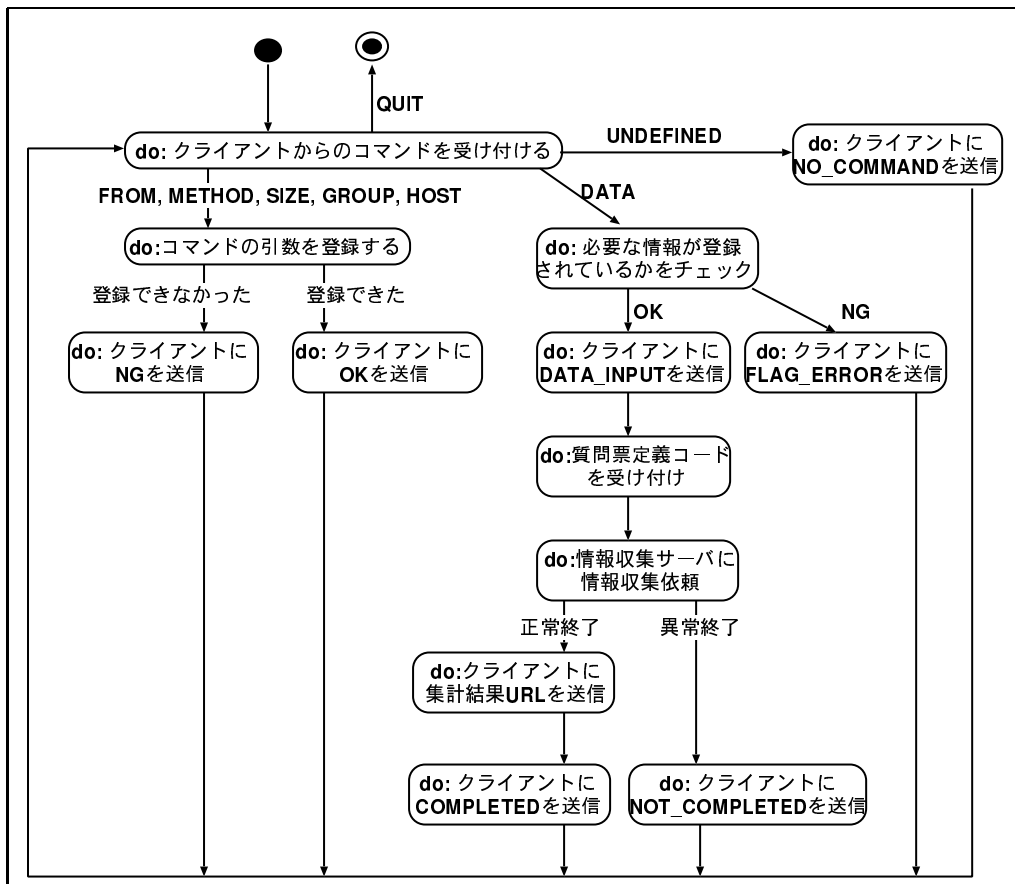 QUIT
do: クライアントからのコマンドを受け付ける
UNDEFINED
do: クライアントに
NO_COMMANDを送信
FROM, METHOD, SIZE, GROUP, HOST
DATA
do:コマンドの引数を登録する
do: 必要な情報が登録
されているかをチェック
登録できなかった
登録できた
OK
NG
do: クライアントに
NGを送信
do: クライアントに
OKを送信
do: クライアントに
DATA_INPUTを送信
do: クライアントに
FLAG_ERRORを送信
do:質問票定義コード
を受け付け
do:情報収集サーバに
情報収集依頼
正常終了
異常終了
do:クライアントに
集計結果URLを送信
do: クライアントに
COMPLETEDを送信
do: クライアントに
NOT_COMPLETEDを送信